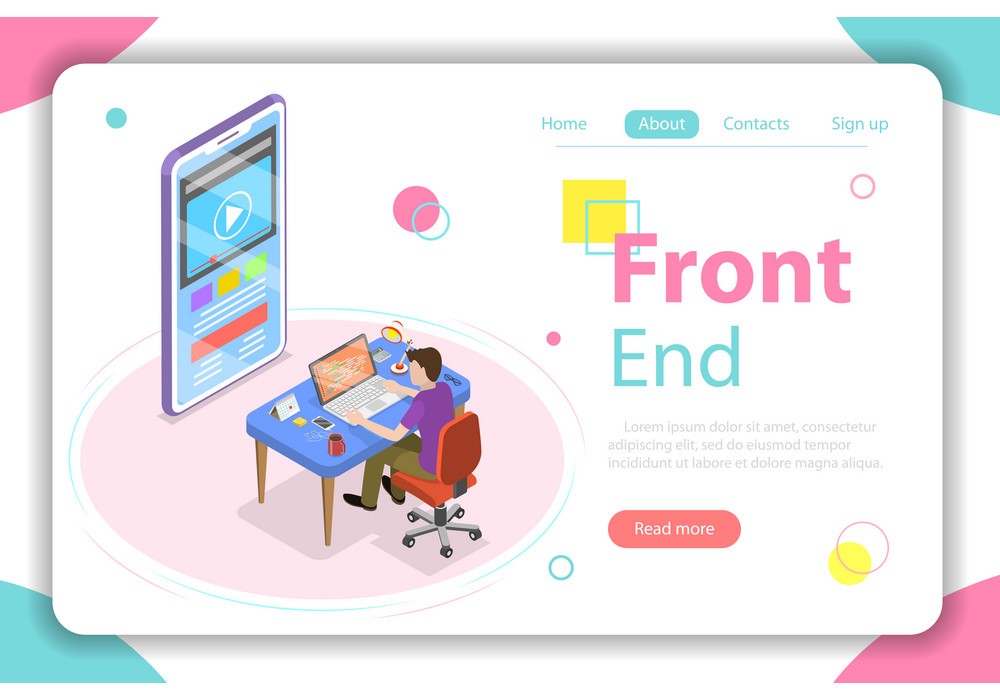 Home About Contacts Sign up
Front
End
Lorem ipsum dolor sit amet, consectetur
adipiscing elit, sed do eiusmod tempor
incididunt ut labore et dolore magna aliqua.
Read more